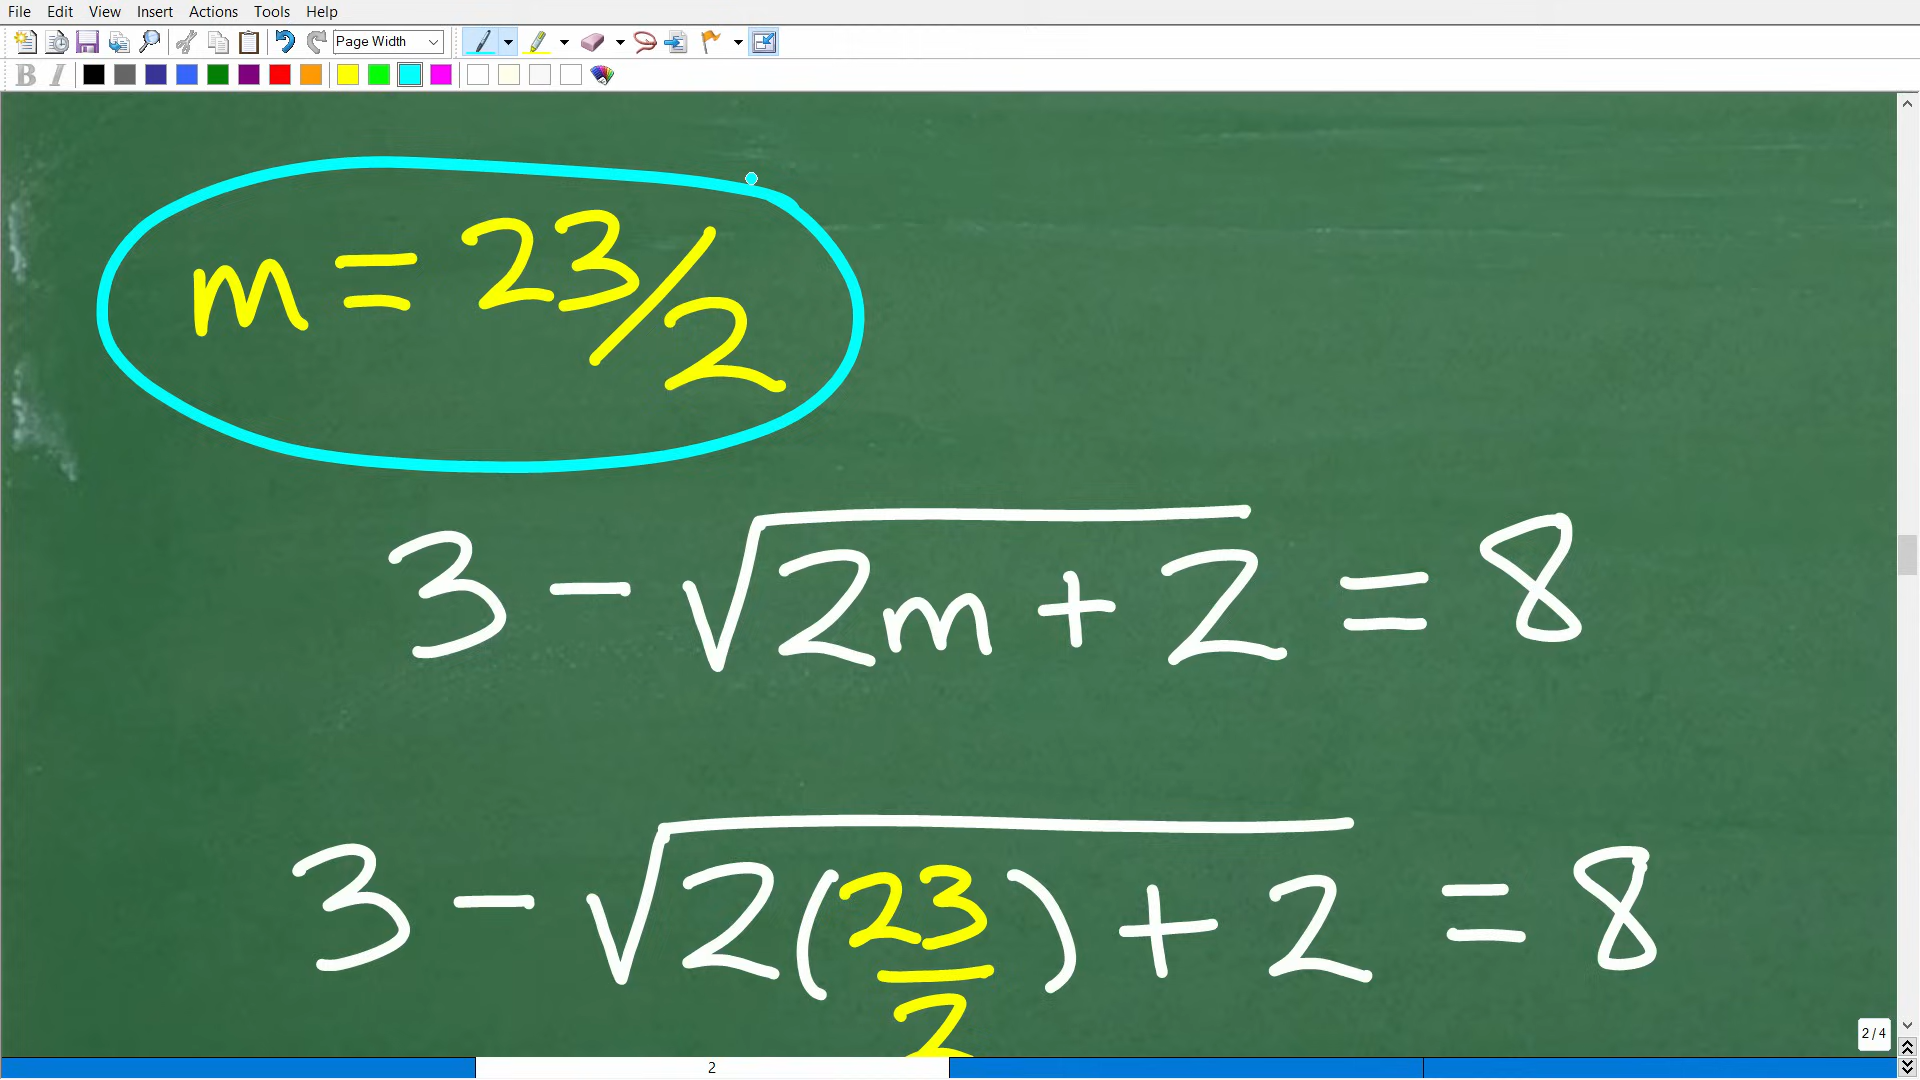 File Edit View Insert Actions Tools Help
Page Width
B I
m = 23/2
3 - √2m + 2 = 8
3 - √2(23/2) + 2 = 8
2 / 4
2